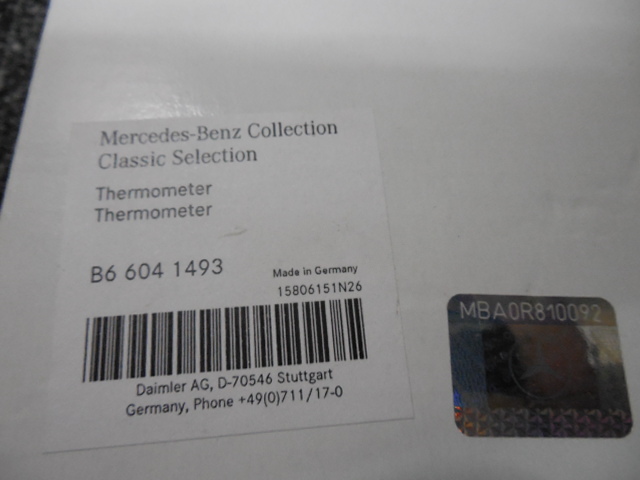 Mercedes-Benz Collection
Classic Selection
Thermometer
Thermometer
B6 604 1493
Made in Germany
15806151N26
Daimler AG, D-70546 Stuttgart
Germany, Phone +49(0)711/17-0
MBA0R810092